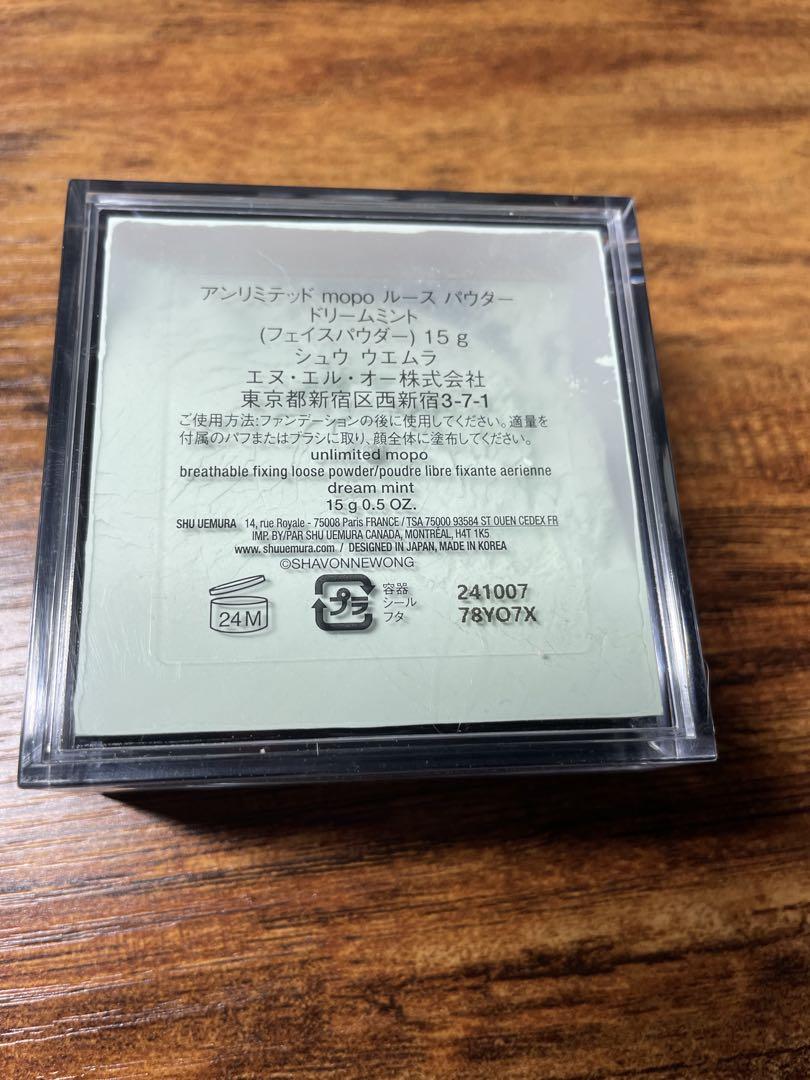 アンリミテッド mopo ルース パウダー
ドリームミント
(フェイスパウダー) 15 g
シュウ ウエムラ
エヌ・エル・オー株式会社
東京都新宿区西新宿3-7-1
ご使用方法:ファンデーションの後に使用してください。適量を
付属のパフまたはブラシに取り、顔全体に塗布してください。
unlimited mopo
breathable fixing loose powder/poudre libre fixante aerienne
dream mint
15 g 0.5 OZ.
SHU UEMURA 14, rue Royale - 75008 Paris FRANCE / TSA 75000 93584 ST OUEN CEDEX FR
IMP. BY/PAR SHU UEMURA CANADA, MONTRÉAL, H4T 1K5
www.shuuemura.com / DESIGNED IN JAPAN, MADE IN KOREA
©SHAVONNEWONG
24M
プラ
容器
シール
フタ
241007
78YO7X